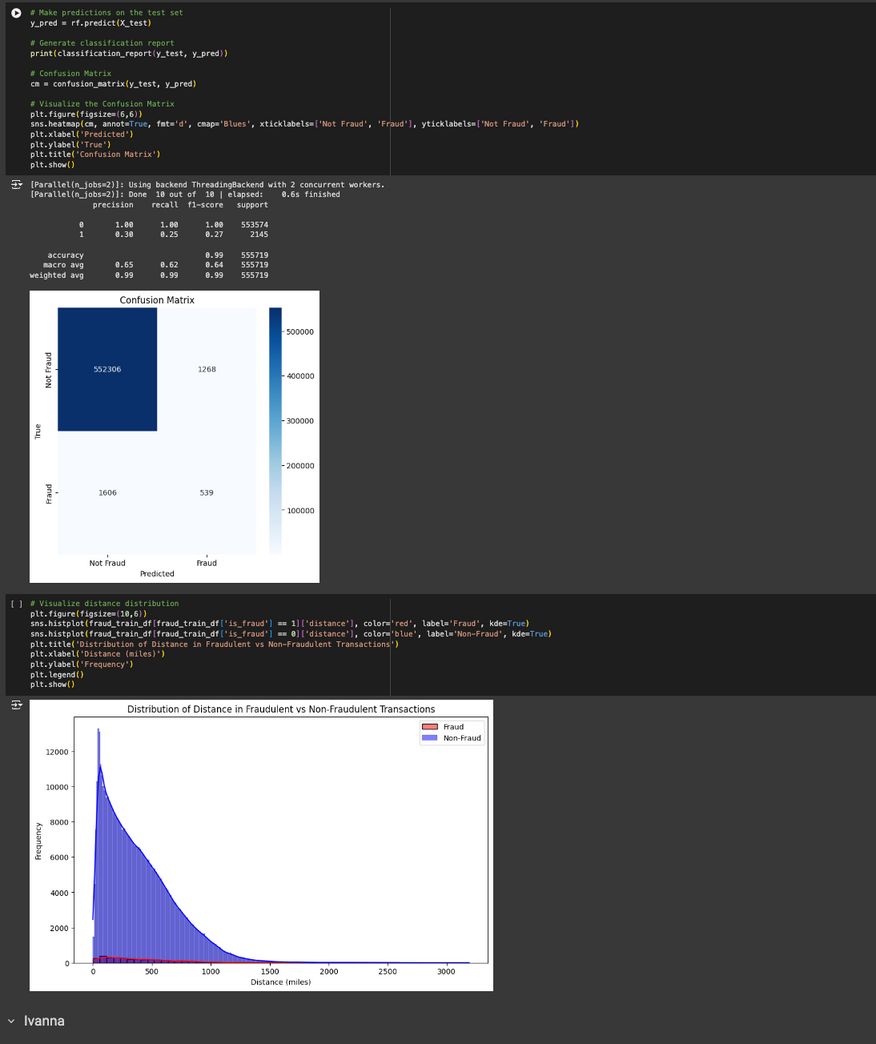 # Make predictions on the test set
y_pred = rf.predict(X_test)
# Generate classification report
print(classification_report(y_test, y_pred))
# Confusion Matrix
cm = confusion_matrix(y_test, y_pred)
# Visualize the Confusion Matrix
plt.figure(figsize=(6,6))
sns.heatmap(cm, annot=True, fmt='d', cmap='Blues', xticklabels=['Not Fraud', 'Fraud'], yticklabels=['Not Fraud', 'Fraud'])
plt.xlabel('Predicted')
plt.ylabel('True')
plt.title('Confusion Matrix')
plt.show()
[Parallel(n_jobs=2)]: Using backend ThreadingBackend with 2 concurrent workers.
[Parallel(n_jobs=2)]: Done 10 out of 10 | elapsed: 0.6s finished
precision recall f1-score support
0 1.00 1.00 1.00 553574
1 0.30 0.25 0.27 2145
accuracy 0.99 555719
macro avg 0.65 0.62 0.64 555719
weighted avg 0.99 0.99 0.99 555719
Confusion Matrix
Not Fraud
552306 1268
True
Fraud
1606 539
Not Fraud Fraud
Predicted
500000
400000
300000
200000
100000
[ ] # Visualize distance distribution
plt.figure(figsize=(10,6))
sns.histplot(fraud_train_df[fraud_train_df['is_fraud'] == 1]['distance'], color='red', label='Fraud', kde=True)
sns.histplot(fraud_train_df[fraud_train_df['is_fraud'] == 0]['distance'], color='blue', label='Non-Fraud', kde=True)
plt.title('Distribution of Distance in Fraudulent vs Non-Fraudulent Transactions')
plt.xlabel('Distance (miles)')
plt.ylabel('Frequency')
plt.legend()
plt.show()
Distribution of Distance in Fraudulent vs Non-Fraudulent Transactions
Fraud
Non-Fraud
12000
10000
8000
6000
4000
2000
0
Frequency
0 500 1000 1500 2000 2500 3000
Distance (miles)
Ivanna